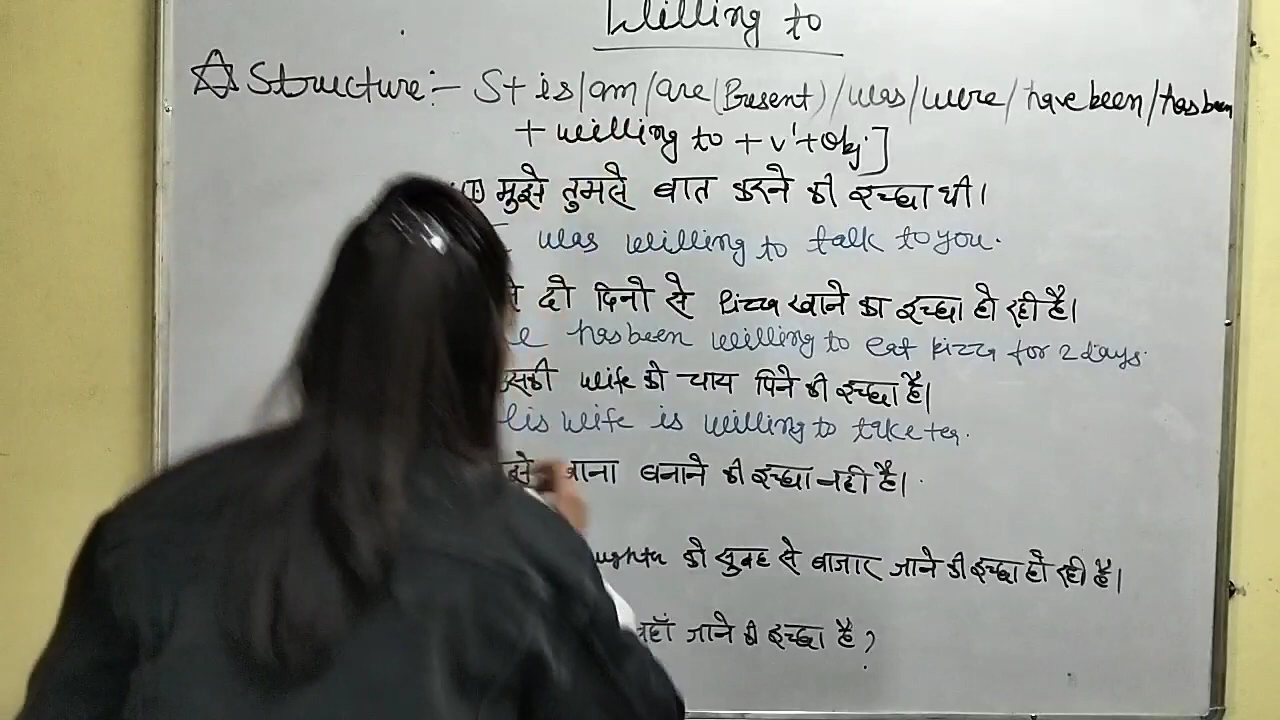 Willing to
Structure:- S+ is/am/are (Present)/was/were/have been/has been
+ willing to + v¹+obj.]
① मुझे तुमसे बात करने की इच्छा थी।
was willing to talk to you.
दो दिनों से Pizza खाने का इच्छा हो रही है।
has been willing to eat pizza for 2 days.
उसकी wife को चाय पिने की इच्छा है।
His wife is willing to take tea.
खाना बनाने की इच्छा नही है।
को सुबह से बाजार जाने की इच्छा हो रही है।
जाने की इच्छा है?